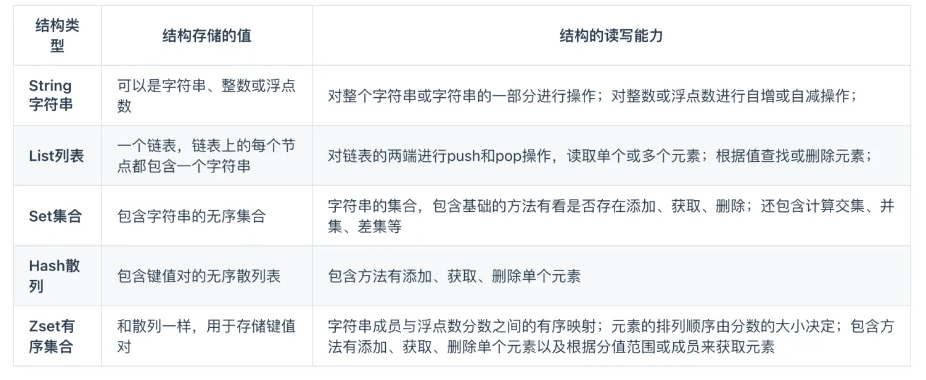 结构类
型
结构存储的值
结构的读写能力
String
字符串
可以是字符串、整数或浮点
数
对整个字符串或字符串的一部分进行操作；对整数或浮点数进行自增或自减操作；
List列表
一个链表，链表上的每个节
点都包含一个字符串
对链表的两端进行push和pop操作，读取单个或多个元素；根据值查找或删除元素；
Set集合
包含字符串的无序集合
字符串的集合，包含基础的方法有看是否存在添加、获取、删除；还包含计算交集、并
集、差集等
Hash散
列
包含键值对的无序散列表
包含方法有添加、获取、删除单个元素
Zset有
序集合
和散列一样，用于存储键值
对
字符串成员与浮点数分数之间的有序映射；元素的排列顺序由分数的大小决定；包含方
法有添加、获取、删除单个元素以及根据分值范围或成员来获取元素